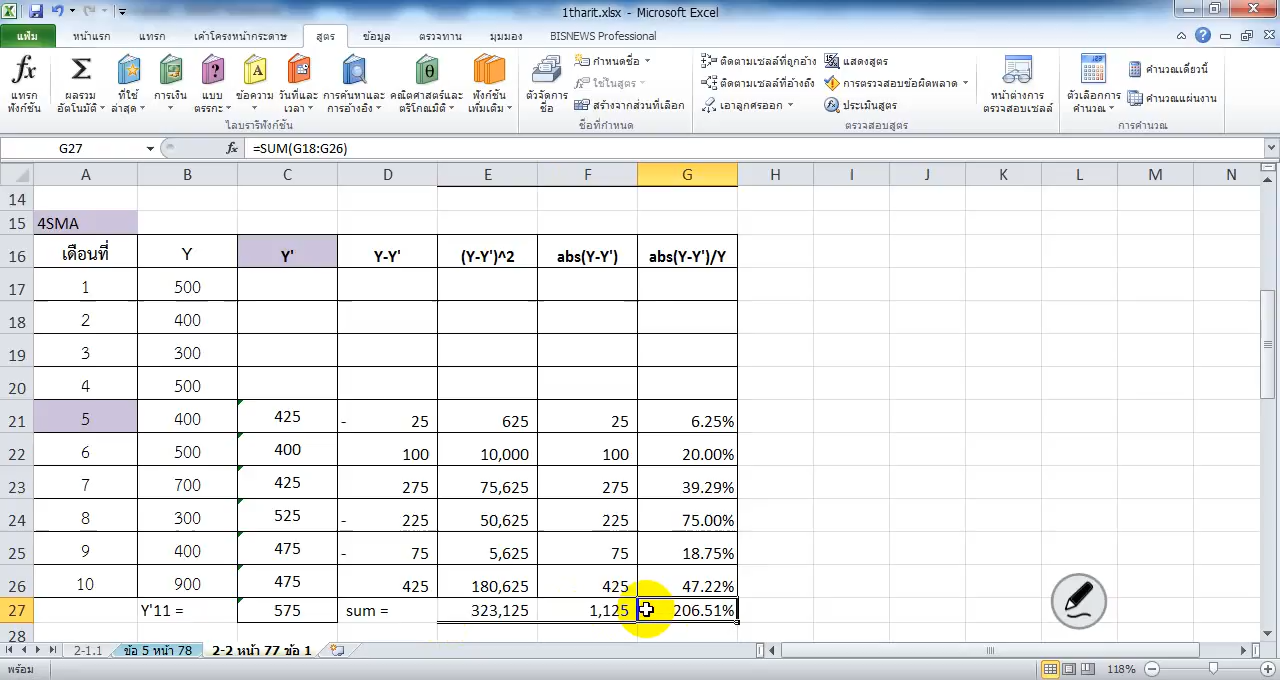 1tharit.xlsx - Microsoft Excel
แฟ้ม หน้าแรก แทรก เค้าโครงหน้ากระดาษ สูตร ข้อมูล ตรวจทาน มุมมอง BISNEWS Professional
แทรกฟังก์ชัน
ผลรวมอัตโนมัติ
ที่ใช้ล่าสุด
การเงิน
แบบตรรกะ
ข้อความ
วันที่และเวลา
การค้นหาและการอ้างอิง
คณิตศาสตร์และตรีโกณมิติ
ฟังก์ชันเพิ่มเติม
ไลบรารีฟังก์ชัน
ตัวจัดการชื่อ
กำหนดชื่อ
ใช้ในสูตร
สร้างจากส่วนที่เลือก
ชื่อที่กำหนด
ติดตามเซลล์ที่ถูกอ้าง
ติดตามเซลล์ที่อ้างถึง
เอาลูกศรออก
แสดงสูตร
การตรวจสอบข้อผิดพลาด
ประเมินสูตร
ตรวจสอบสูตร
หน้าต่างการตรวจสอบเซลล์
ตัวเลือกการคำนวณ
คำนวณเดี๋ยวนี้
คำนวณแผ่นงาน
การคำนวณ
G27 fx =SUM(G18:G26)
A B C D E F G H I J K L M N
14
15 4SMA
16 เดือนที่ Y Y' Y-Y' (Y-Y')^2 abs(Y-Y') abs(Y-Y')/Y
17 1 500
18 2 400
19 3 300
20 4 500
21 5 400 425 - 25 625 25 6.25%
22 6 500 400 100 10,000 100 20.00%
23 7 700 425 275 75,625 275 39.29%
24 8 300 525 - 225 50,625 225 75.00%
25 9 400 475 - 75 5,625 75 18.75%
26 10 900 475 425 180,625 425 47.22%
27 Y'11 = 575 sum = 323,125 1,125 206.51%
28
2-1.1 ข้อ 5 หน้า 78 2-2 หน้า 77 ข้อ 1
พร้อม 118%